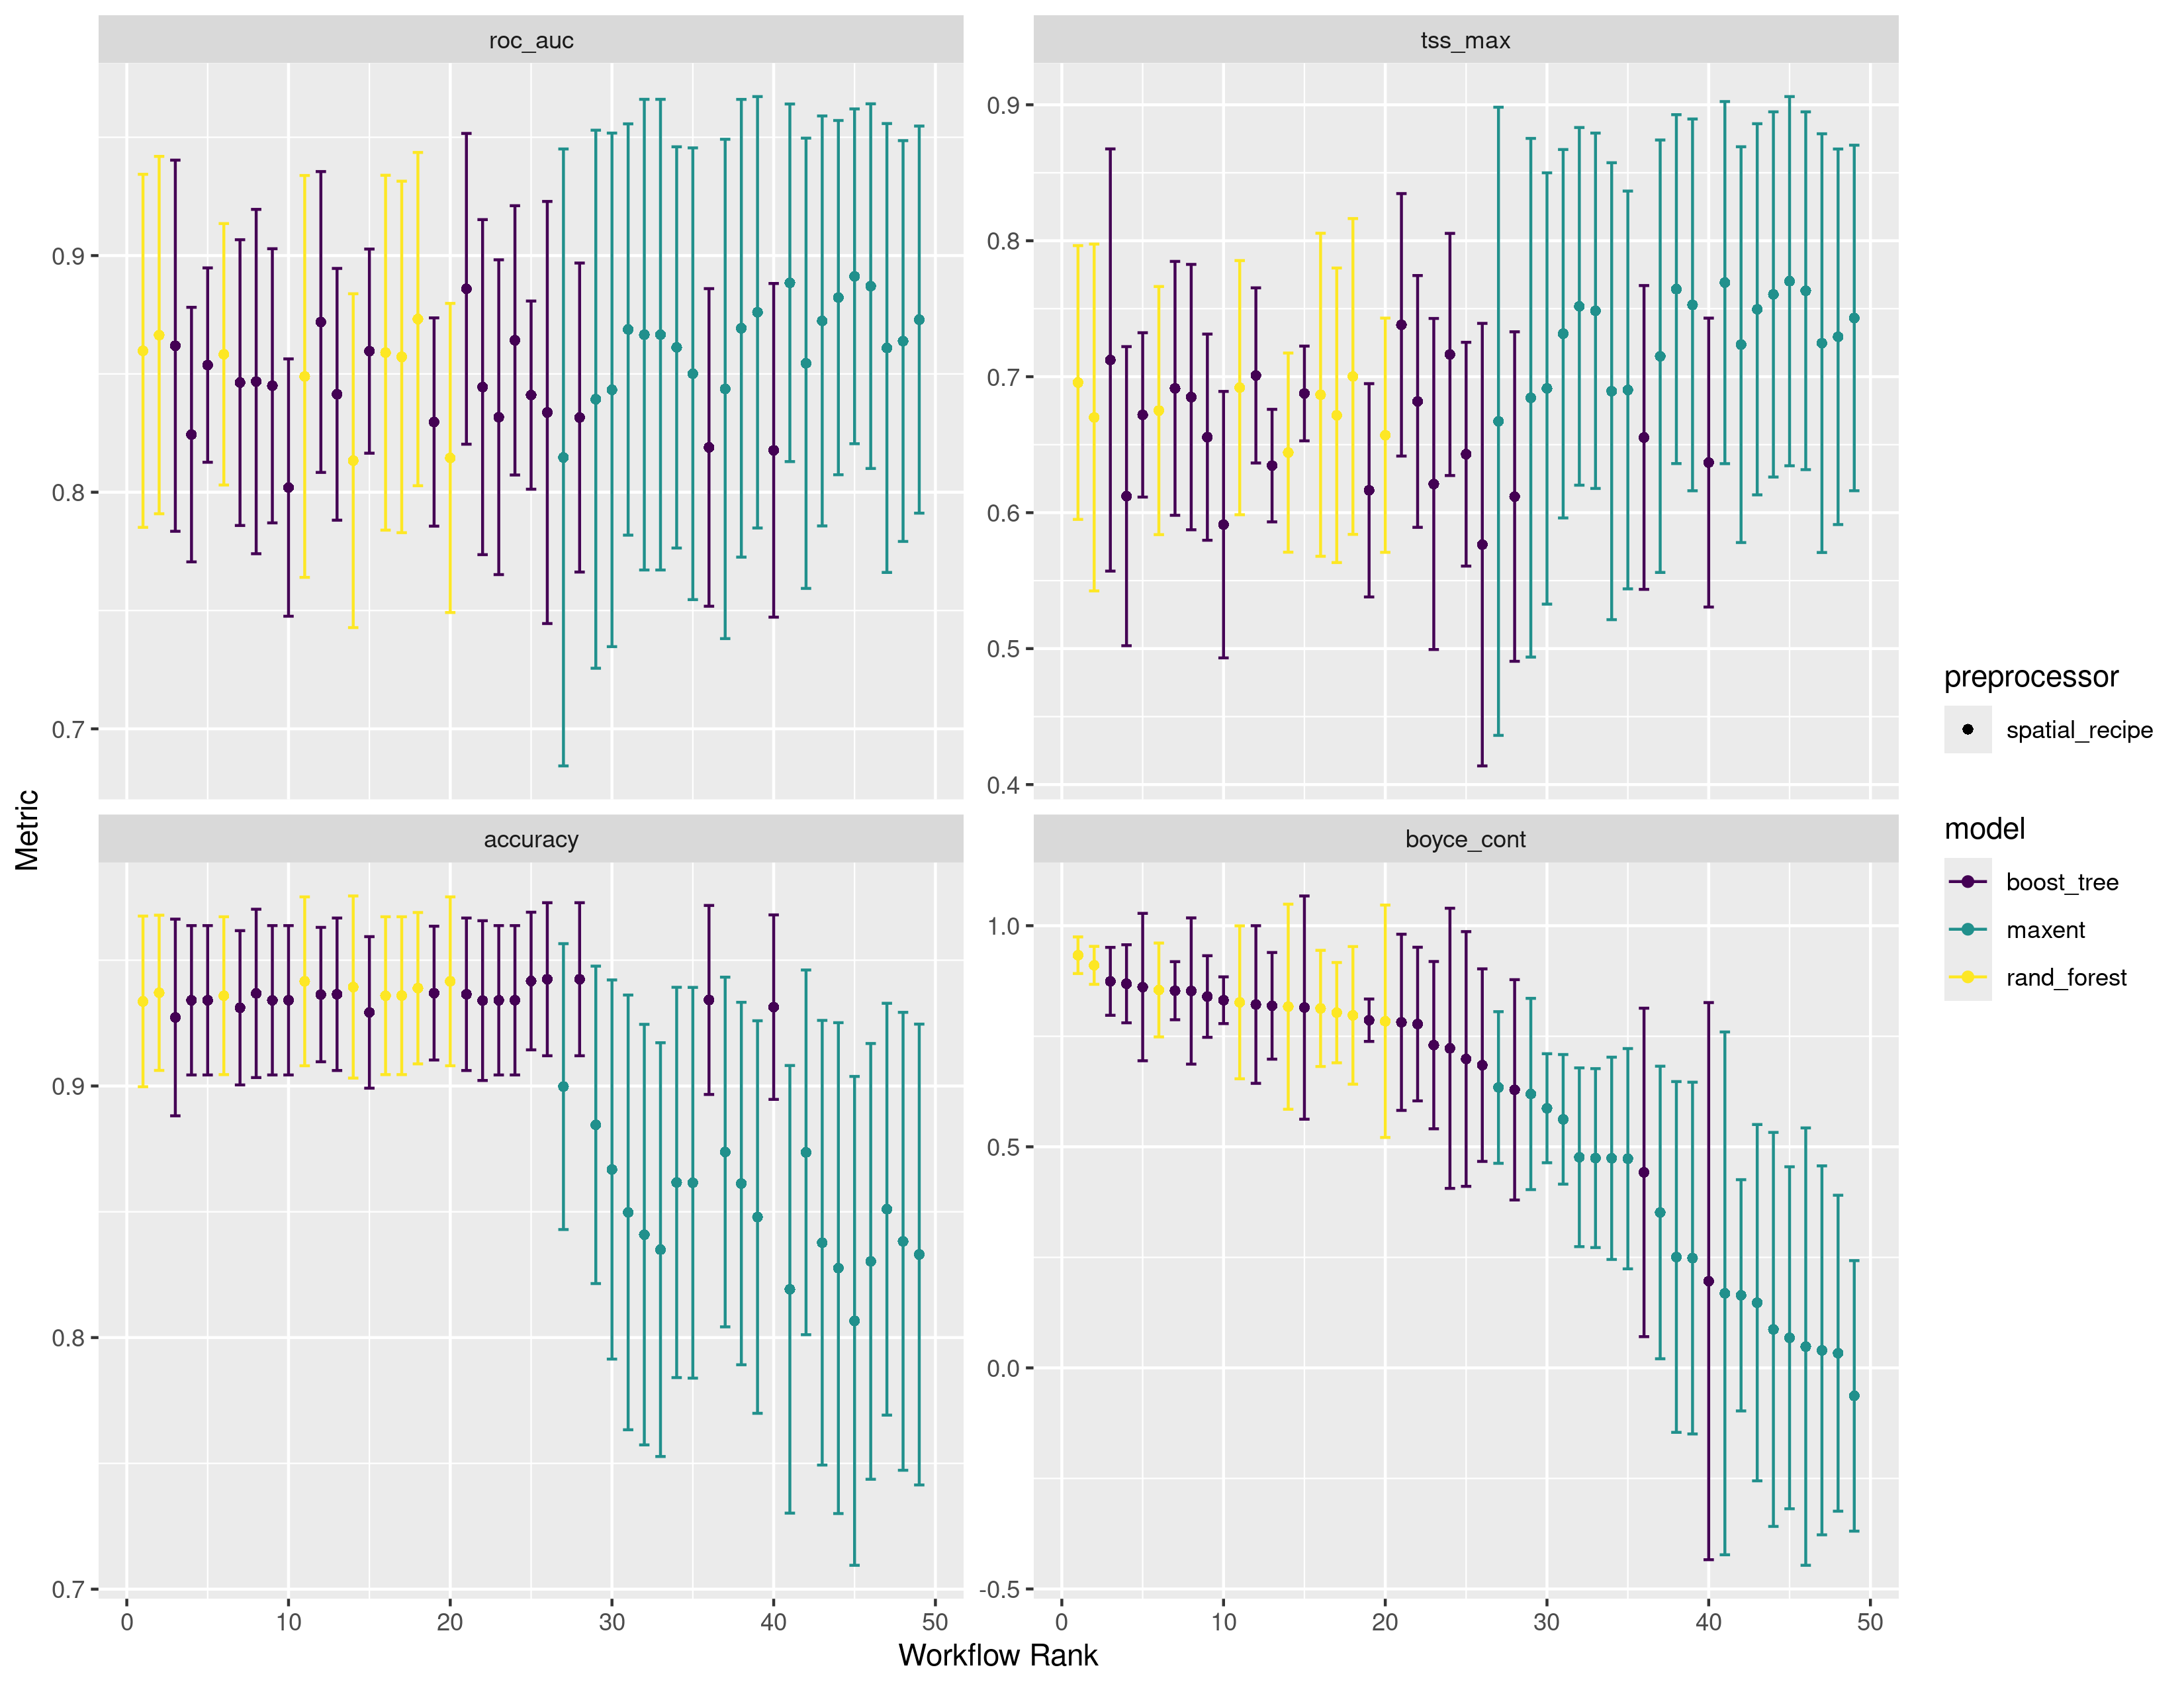 roc_auc
tss_max
0.9
0.8
0.7
0.9
0.8
0.7
0.6
0.5
0.4
Metric
accuracy
boyce_cont
0.9
0.8
0.7
1.0
0.5
0.0
-0.5
0 10 20 30 40 50
0 10 20 30 40 50
Workflow Rank
preprocessor
spatial_recipe
model
boost_tree
maxent
rand_forest